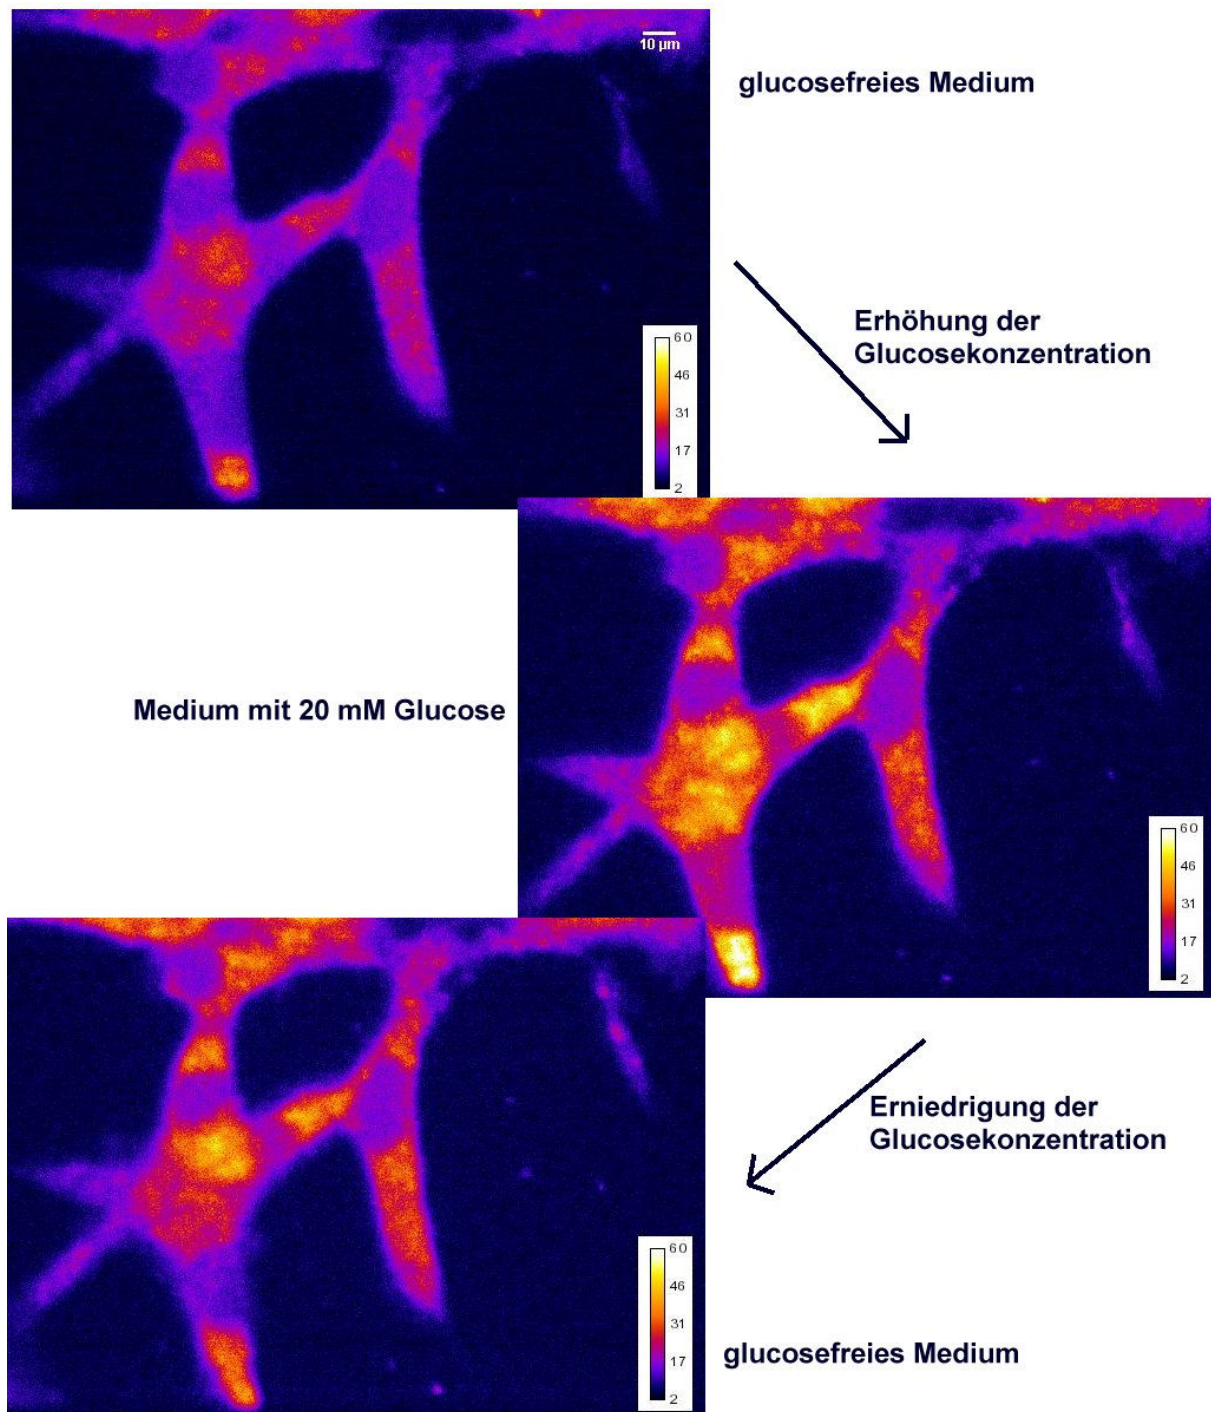 10 µm
glucosefreies Medium
Erhöhung der
Glucosekonzentration
60
46
31
17
2
Medium mit 20 mM Glucose
60
46
31
17
2
Erniedrigung der
Glucosekonzentration
60
46
31
17
2
glucosefreies Medium